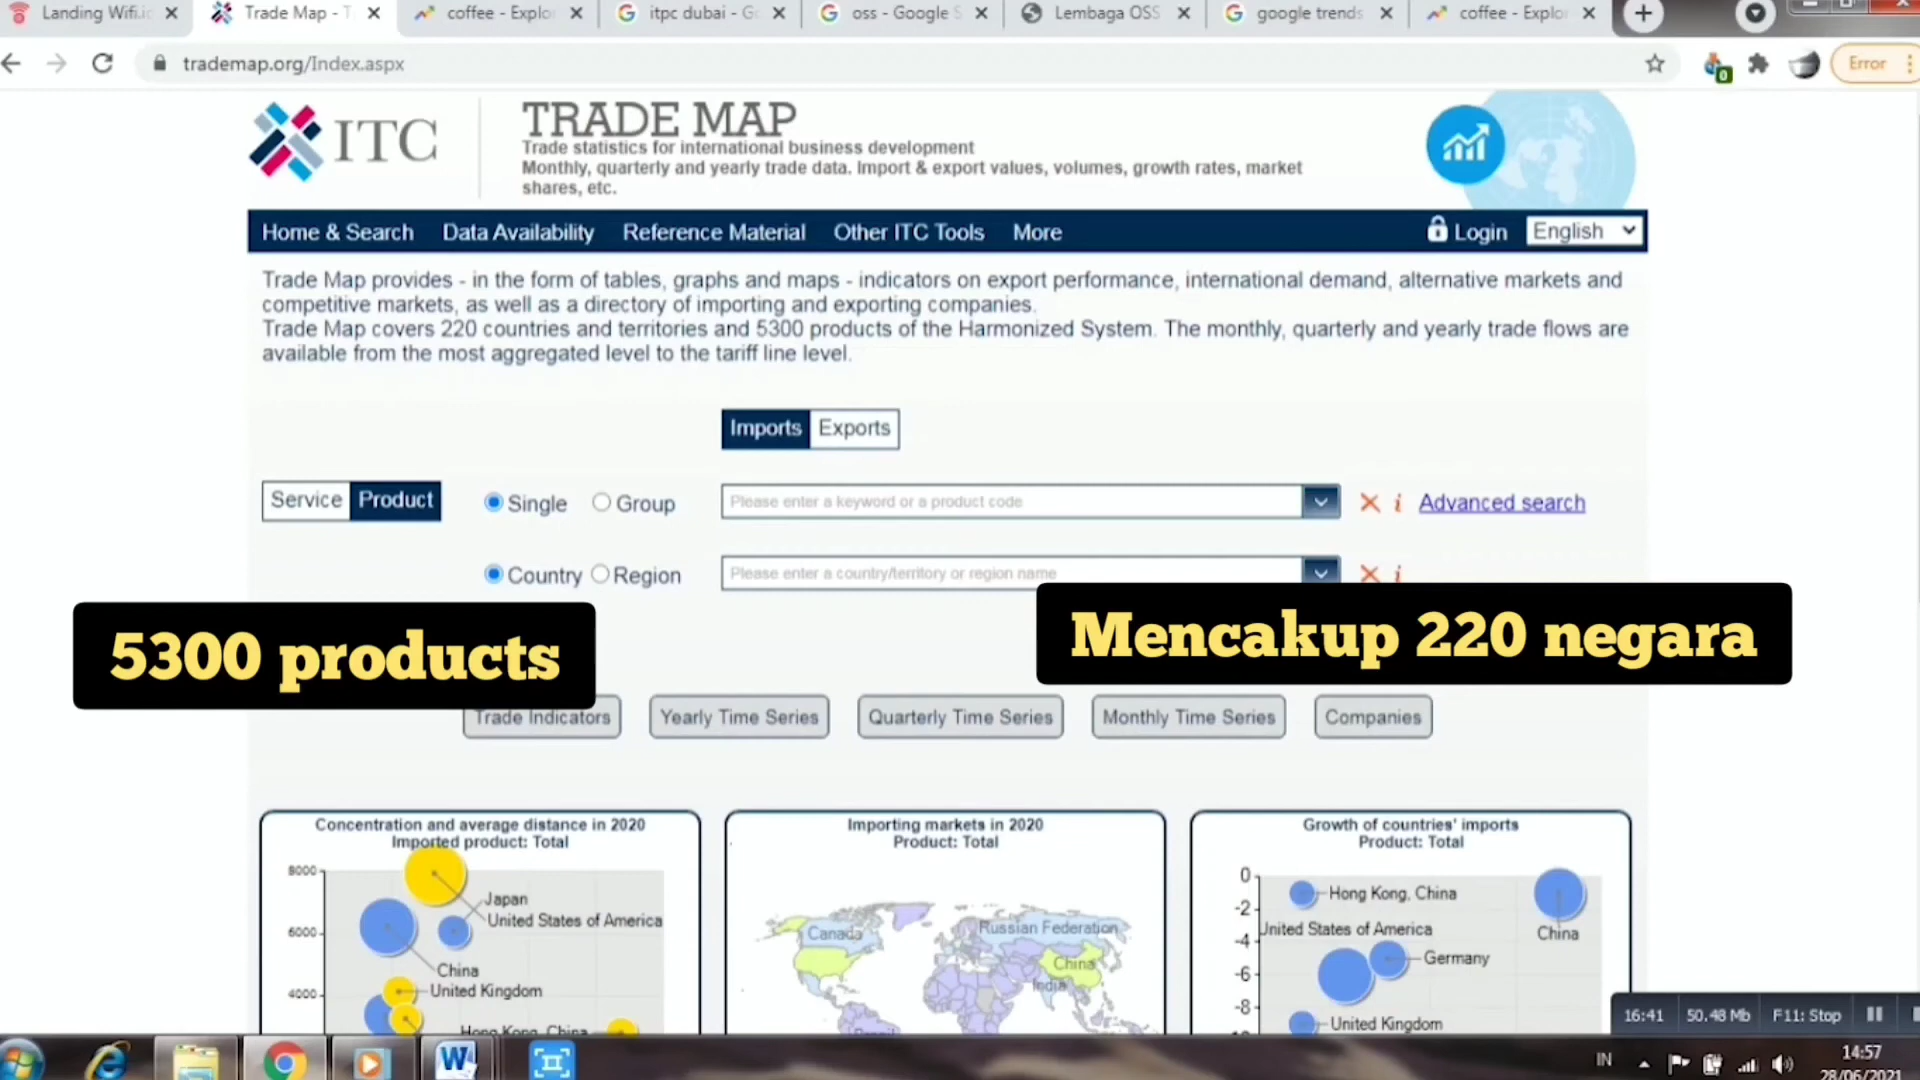 Landing Wifi.i
Trade Map - T
coffee - Explo
itpc dubai - G
oss - Google S
Lembaga OSS
google trends
coffee - Explo
trademap.org/Index.aspx
0
Error
ITC
TRADE MAP
Trade statistics for international business development
Monthly, quarterly and yearly trade data. Import & export values, volumes, growth rates, market
shares, etc.
Home & Search
Data Availability
Reference Material
Other ITC Tools
More
Login
English
Trade Map provides - in the form of tables, graphs and maps - indicators on export performance, international demand, alternative markets and
competitive markets, as well as a directory of importing and exporting companies.
Trade Map covers 220 countries and territories and 5300 products of the Harmonized System. The monthly, quarterly and yearly trade flows are
available from the most aggregated level to the tariff line level.
Imports
Exports
Service
Product
Single
Group
Please enter a keyword or a product code
i
Advanced search
Country
Region
Please enter a country/territory or region name
i
5300 products
Mencakup 220 negara
Trade Indicators
Yearly Time Series
Quarterly Time Series
Monthly Time Series
Companies
Concentration and average distance in 2020
Imported product: Total
8000
6000
4000
Japan
United States of America
China
United Kingdom
Hong Kong, China
Importing markets in 2020
Product: Total
Canada
Russian Federation
China
India
Brazil
Growth of countries' imports
Product: Total
0
-2
-4
-6
-8
Hong Kong, China
United States of America
China
Germany
United Kingdom
16:41
50.48 Mb
F11: Stop
IN
14:57
28/06/2021